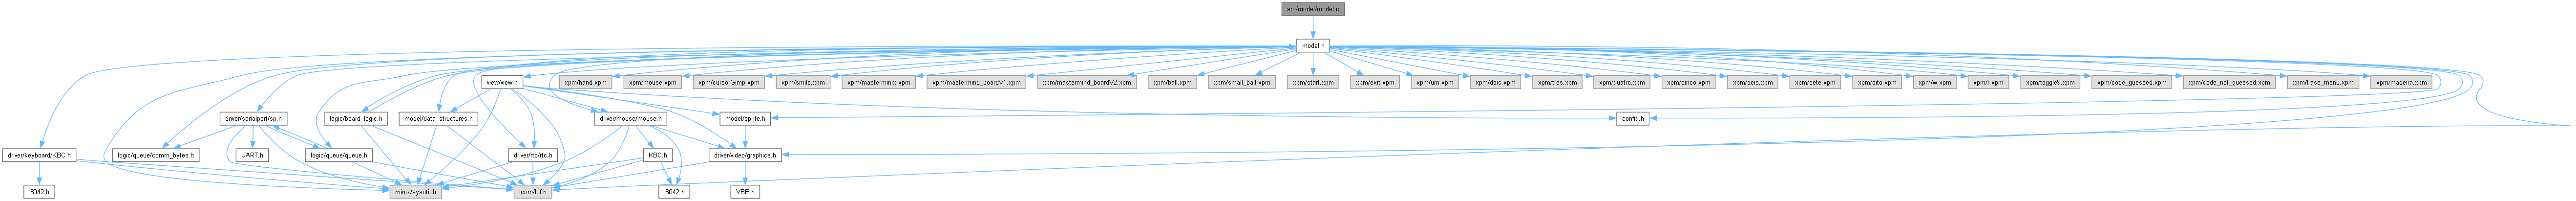 src/model/model.c
model.h
view/view.h
xpm/hand.xpm
xpm/mouse.xpm
xpm/cursorGimp.xpm
xpm/smile.xpm
xpm/masterminix.xpm
xpm/mastermind_boardV1.xpm
xpm/mastermind_boardV2.xpm
xpm/ball.xpm
xpm/small_ball.xpm
xpm/start.xpm
xpm/exit.xpm
xpm/um.xpm
xpm/dois.xpm
xpm/tres.xpm
xpm/quatro.xpm
xpm/cinco.xpm
xpm/seis.xpm
xpm/sete.xpm
xpm/oito.xpm
xpm/w.xpm
xpm/r.xpm
xpm/toggle9.xpm
xpm/code_guessed.xpm
xpm/code_not_guessed.xpm
xpm/frase_menu.xpm
xpm/madeira.xpm
driver/serialport/sp.h
logic/board_logic.h
model/data_structures.h
driver/mouse/mouse.h
model/sprite.h
config.h
driver/keyboard/KBC.h
logic/queue/comm_bytes.h
UART.h
logic/queue/queue.h
driver/rtc/rtc.h
KBC.h
driver/video/graphics.h
i8042.h
minix/sysutil.h
lcom/lcf.h
i8042.h
VBE.h